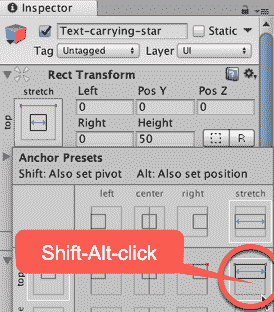 Inspector
Text-carrying-star Static
Tag Untagged Layer UI
Rect Transform
stretch Left Pos Y Pos Z
0 0 0
top Right Height
0 50 R
Anchor Presets
Shift: Also set pivot Alt: Also set position
left center right stretch
top
Shift-Alt-click